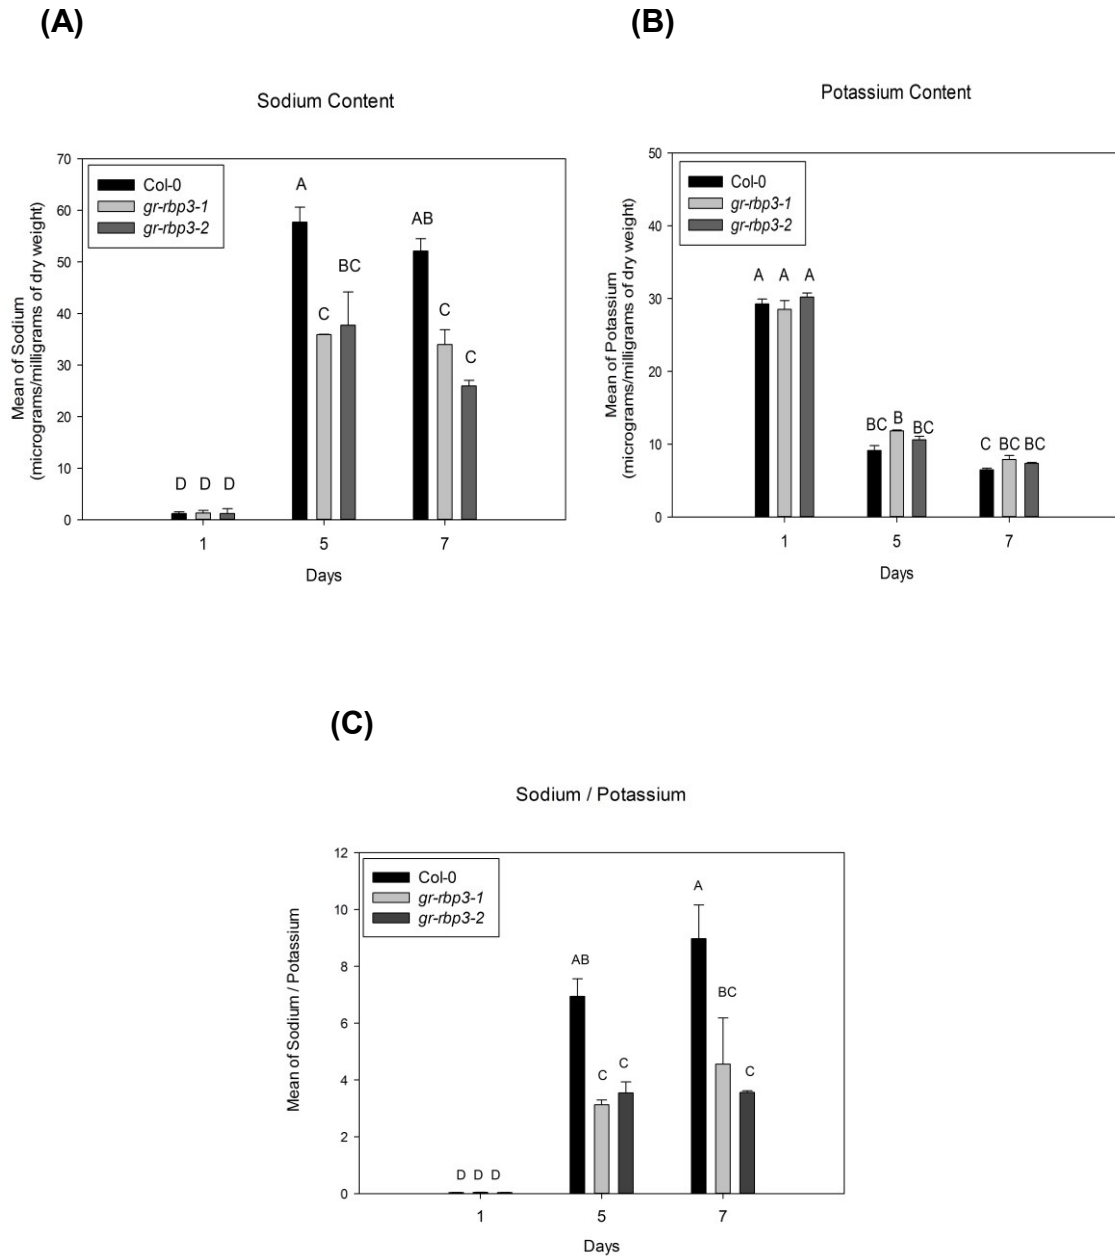 (A)
Sodium Content
Mean of Sodium
(micrograms/milligrams of dry weight)
70
60
50
40
30
20
10
0
Col-0
gr-rbp3-1
gr-rbp3-2
D D D
A
C
BC
AB
C
C
1 5 7
Days
(B)
Potassium Content
Mean of Potassium
(micrograms/milligrams of dry weight)
50
40
30
20
10
0
Col-0
gr-rbp3-1
gr-rbp3-2
A A A
BC B BC
C BC BC
1 5 7
Days
(C)
Sodium / Potassium
Mean of Sodium / Potassium
12
10
8
6
4
2
0
Col-0
gr-rbp3-1
gr-rbp3-2
D D D
AB
C
C
A
BC
C
1 5 7
Days